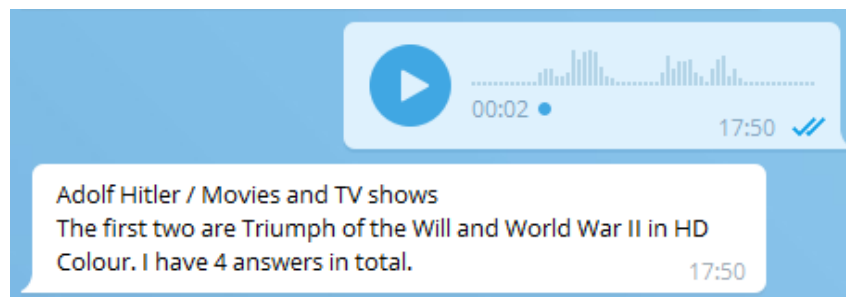 00:02
17:50
Adolf Hitler / Movies and TV shows
The first two are Triumph of the Will and World War II in HD
Colour. I have 4 answers in total.
17:50